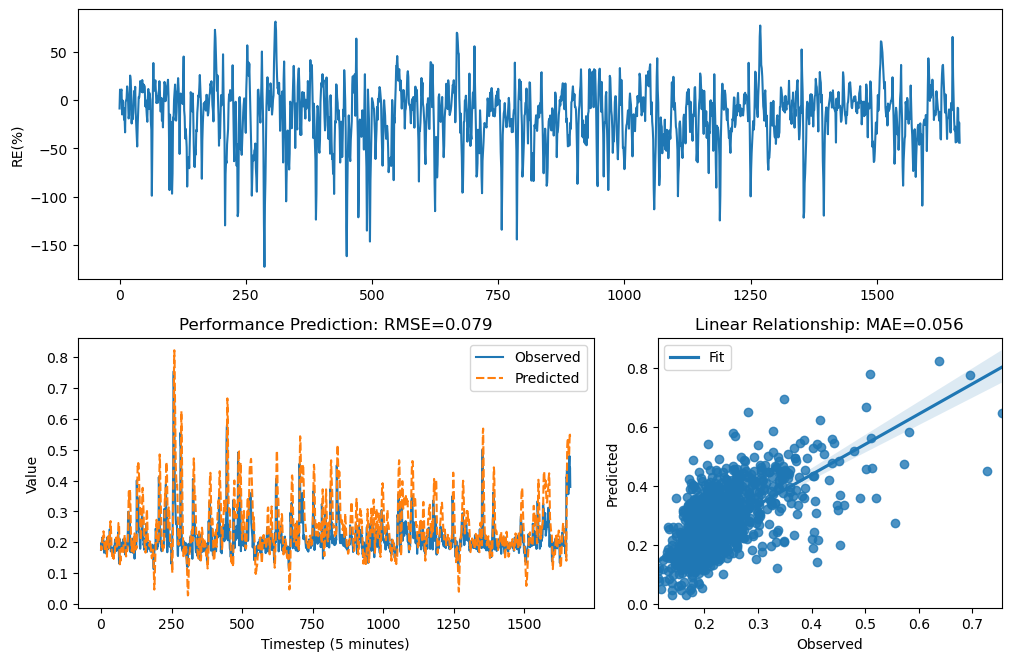 RE(%)
50
0
−50
−100
−150
0 250 500 750 1000 1250 1500
Performance Prediction: RMSE=0.079
Value
0.8
0.7
0.6
0.5
0.4
0.3
0.2
0.1
0.0
Observed
Predicted
0 250 500 750 1000 1250 1500
Timestep (5 minutes)
Linear Relationship: MAE=0.056
Predicted
0.8
0.6
0.4
0.2
0.0
Fit
0.2 0.3 0.4 0.5 0.6 0.7
Observed